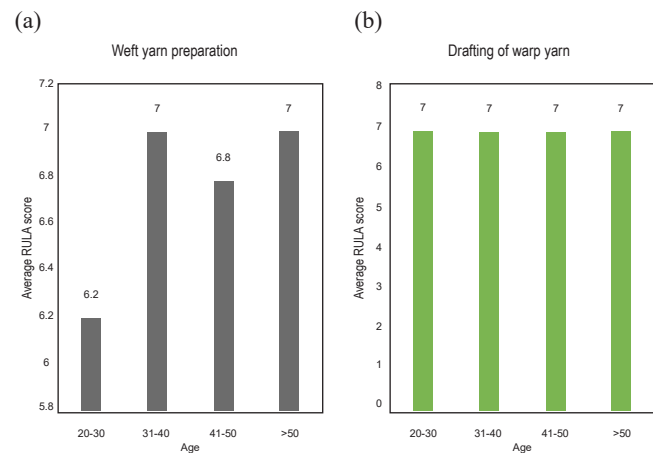 (a)
Weft yarn preparation
7.2
7
6.8
6.6
6.4
6.2
6
5.8
Average RULA score
6.2
7
6.8
7
20-30 31-40 41-50 >50
Age
(b)
Drafting of warp yarn
8
7
6
5
4
3
2
1
0
Average RULA score
7 7 7 7
20-30 31-40 41-50 >50
Age